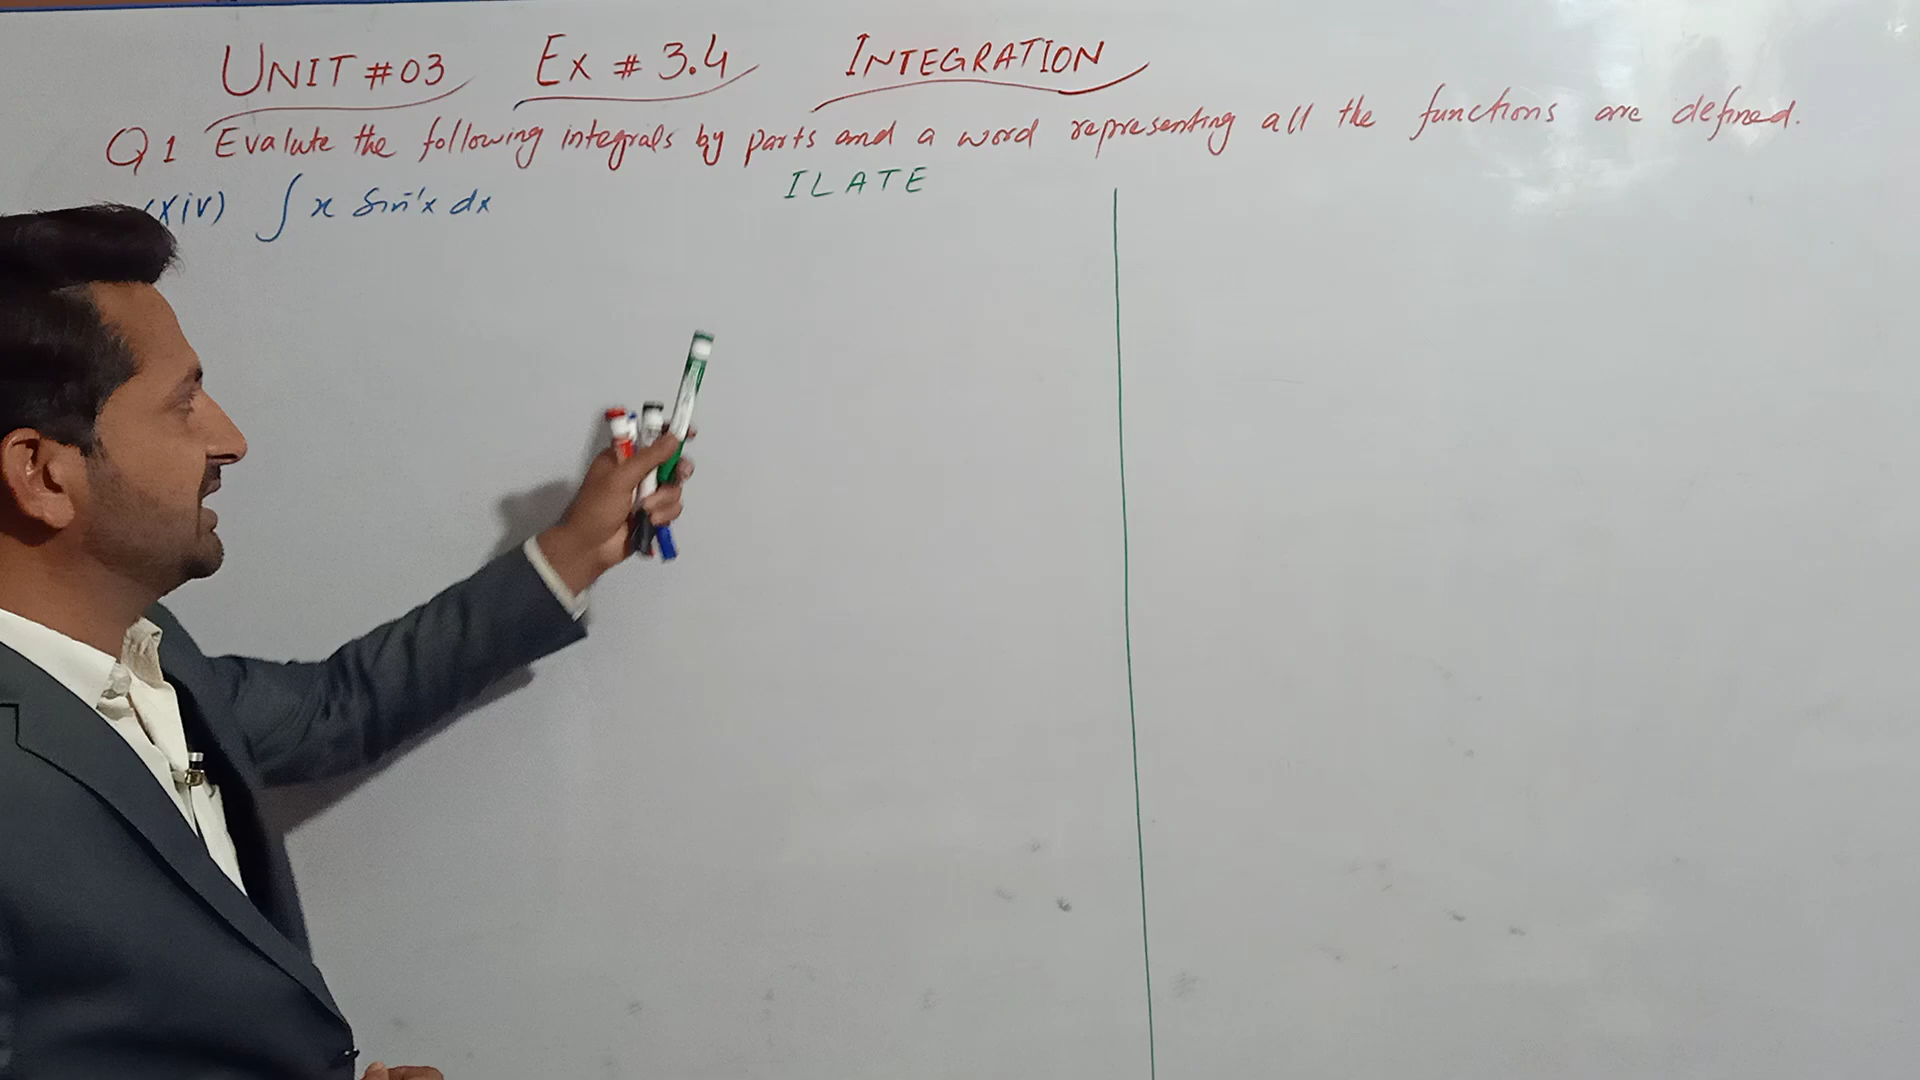 UNIT #03 Ex # 3.4 INTEGRATION
Q1 Evalute the following integrals by parts and a word representing all the functions are defined.
(xiv) ∫ x Sin⁻¹x dx ILATE